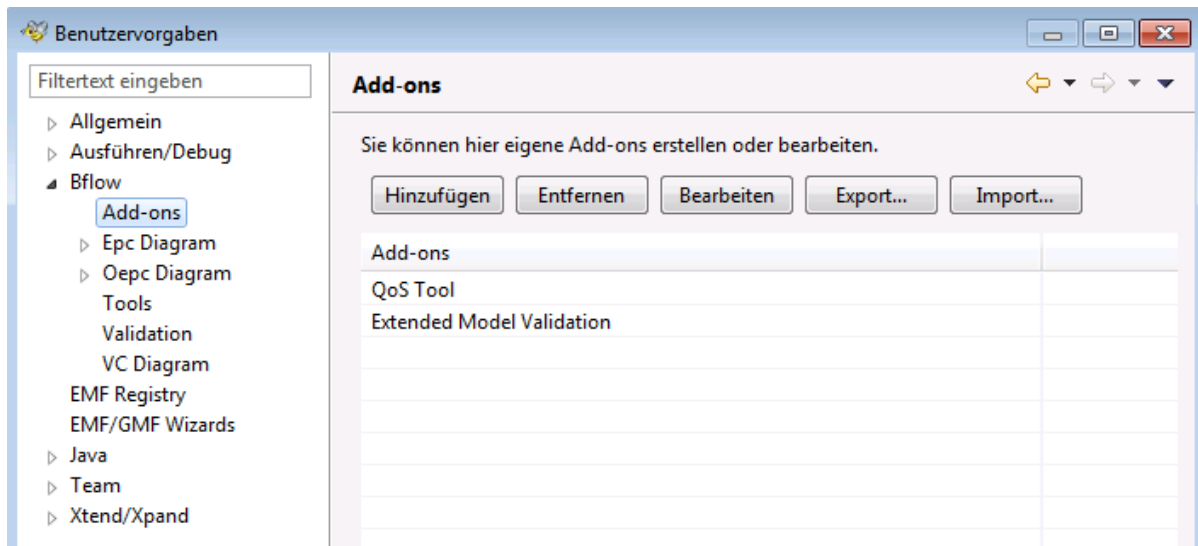 Benutzervorgaben
Filtertext eingeben
Allgemein
Ausführen/Debug
Bflow
Add-ons
Epc Diagram
Oepc Diagram
Tools
Validation
VC Diagram
EMF Registry
EMF/GMF Wizards
Java
Team
Xtend/Xpand
Add-ons
Sie können hier eigene Add-ons erstellen oder bearbeiten.
Hinzufügen Entfernen Bearbeiten Export... Import...
Add-ons
QoS Tool
Extended Model Validation